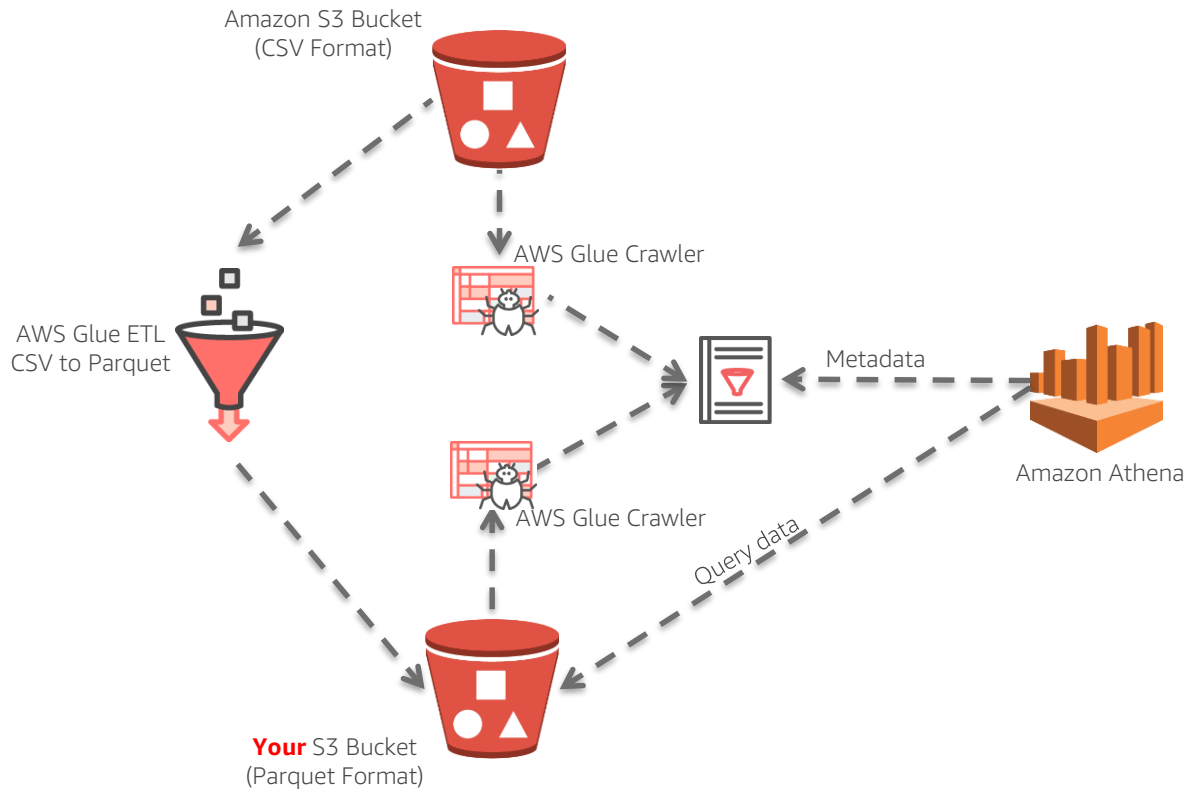 Amazon S3 Bucket
(CSV Format)
AWS Glue Crawler
AWS Glue ETL
CSV to Parquet
Metadata
Amazon Athena
AWS Glue Crawler
Query data
Your S3 Bucket
(Parquet Format)